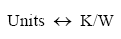 Units ↔ K/W